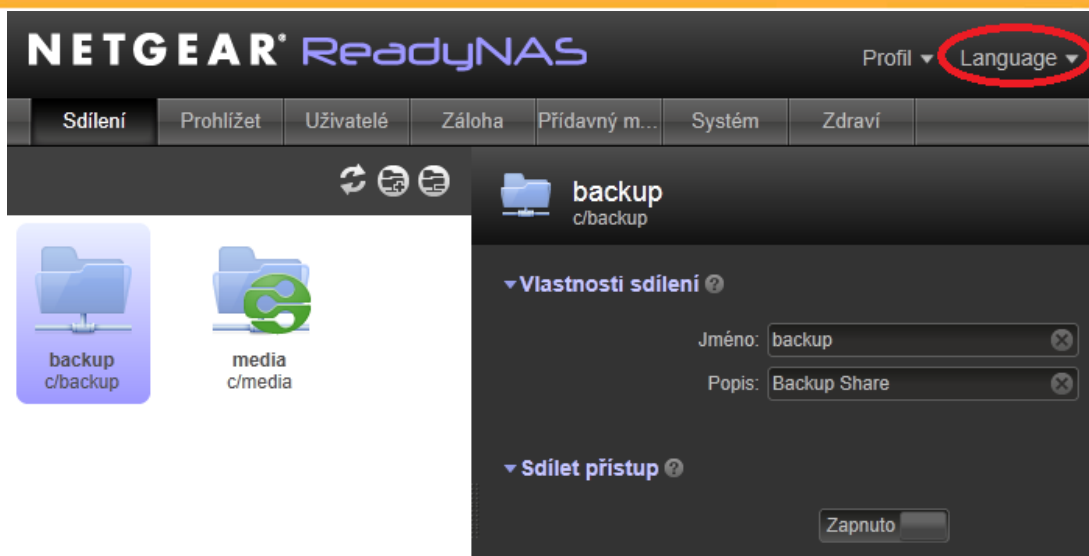 NETGEAR® ReadyNAS
Profil Language
Sdílení Prohlížet Uživatelé Záloha Přídavný m... Systém Zdraví
backup
c/backup
media
c/media
backup
c/backup
Vlastnosti sdílení
Jméno: backup
Popis: Backup Share
Sdílet přístup
Zapnuto